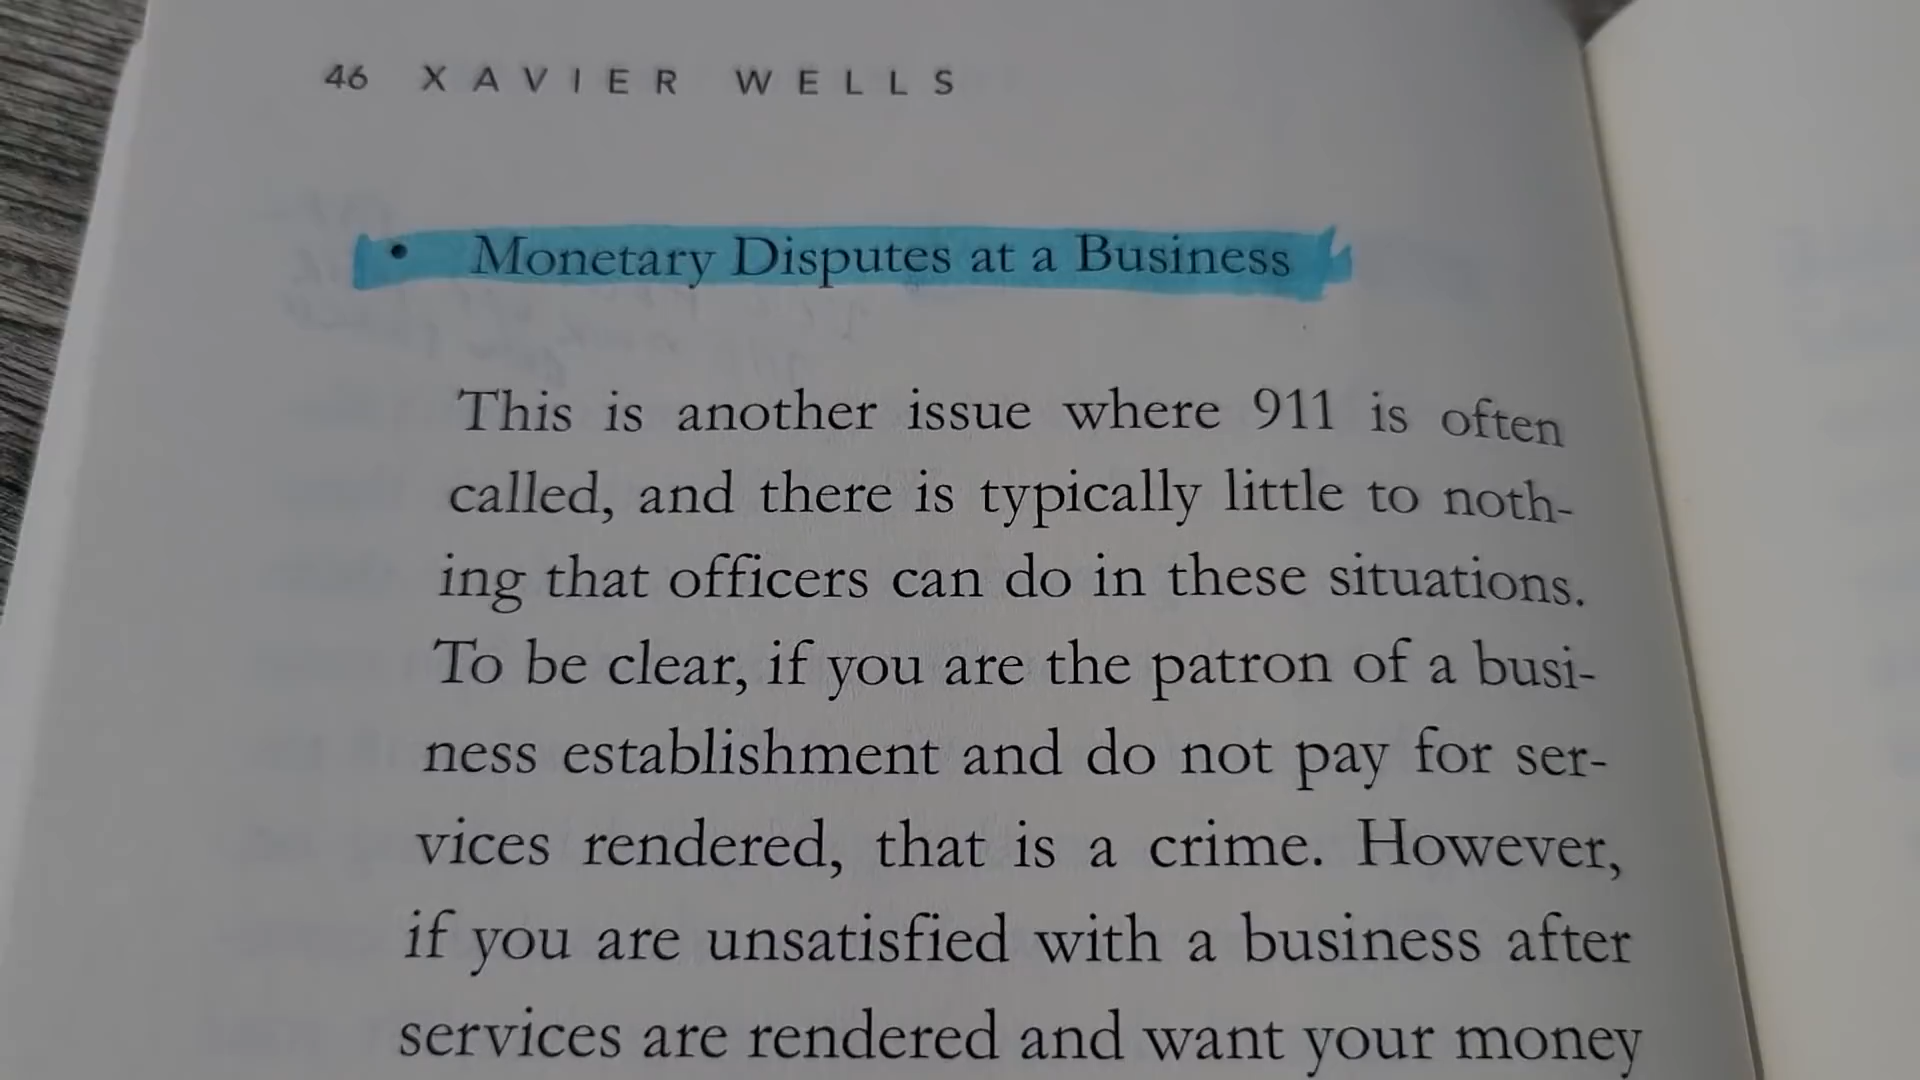 46 XAVIER WELLS
• Monetary Disputes at a Business
This is another issue where 911 is often
called, and there is typically little to noth-
ing that officers can do in these situations.
To be clear, if you are the patron of a busi-
ness establishment and do not pay for ser-
vices rendered, that is a crime. However,
if you are unsatisfied with a business after
services are rendered and want your money